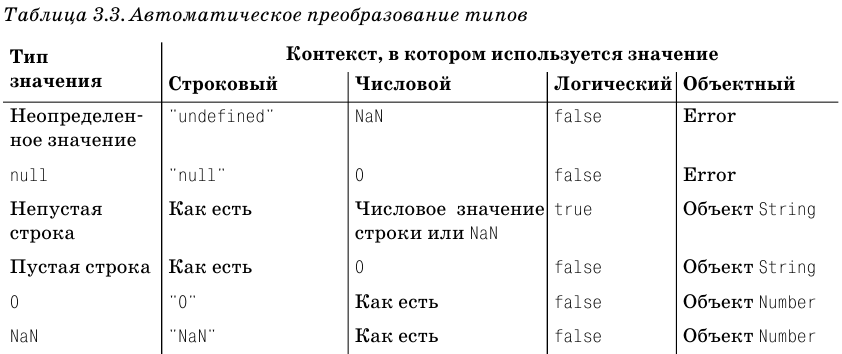 Таблица 3.3. Автоматическое преобразование типов
Тип значения | Контекст, в котором используется значение
Строковый | Числовой | Логический | Объектный
Неопределен- | "undefined" | NaN | false | Error
ное значение
null | "null" | 0 | false | Error
Непустая | Как есть | Числовое значение | true | Объект String
строка | строки или NaN
Пустая строка | Как есть | 0 | false | Объект String
0 | "0" | Как есть | false | Объект Number
NaN | "NaN" | Как есть | false | Объект Number